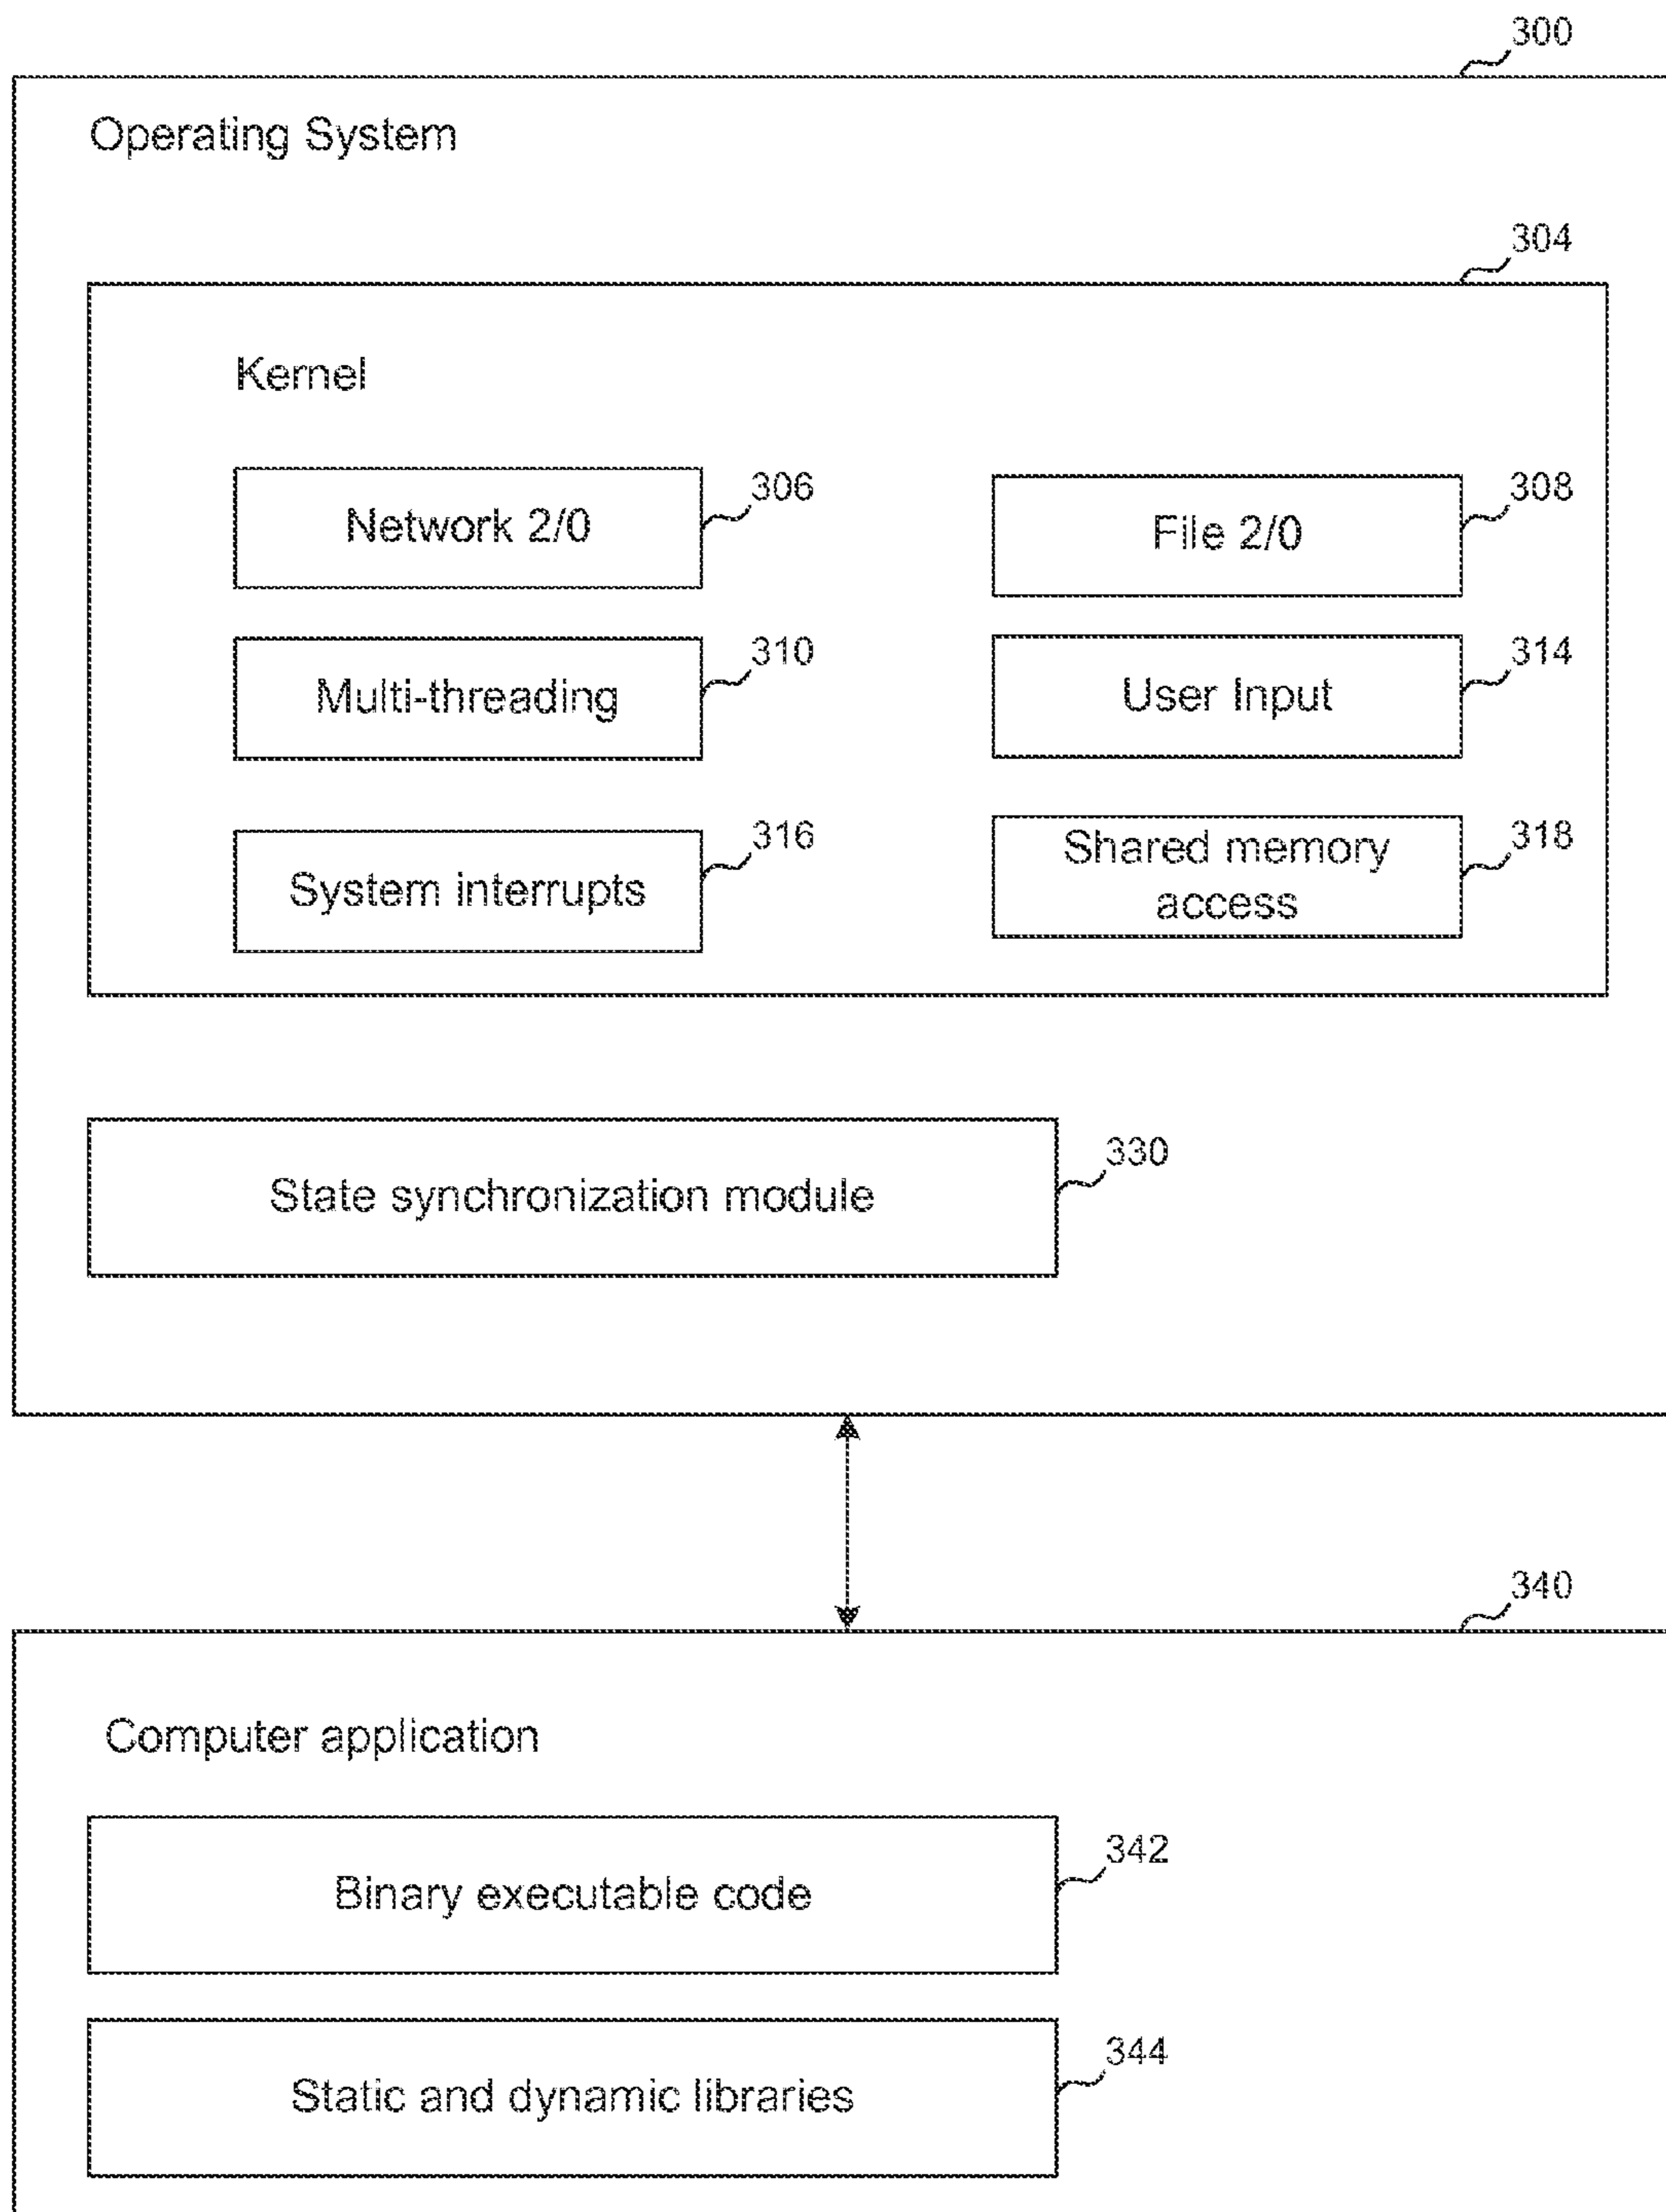 300
Operating System
304
Kernel
Network 2/0
306
File 2/0
308
Multi-threading
310
User Input
314
System interrupts
316
Shared memory
access
318
State synchronization module
330
340
Computer application
Binary executable code
342
Static and dynamic libraries
344